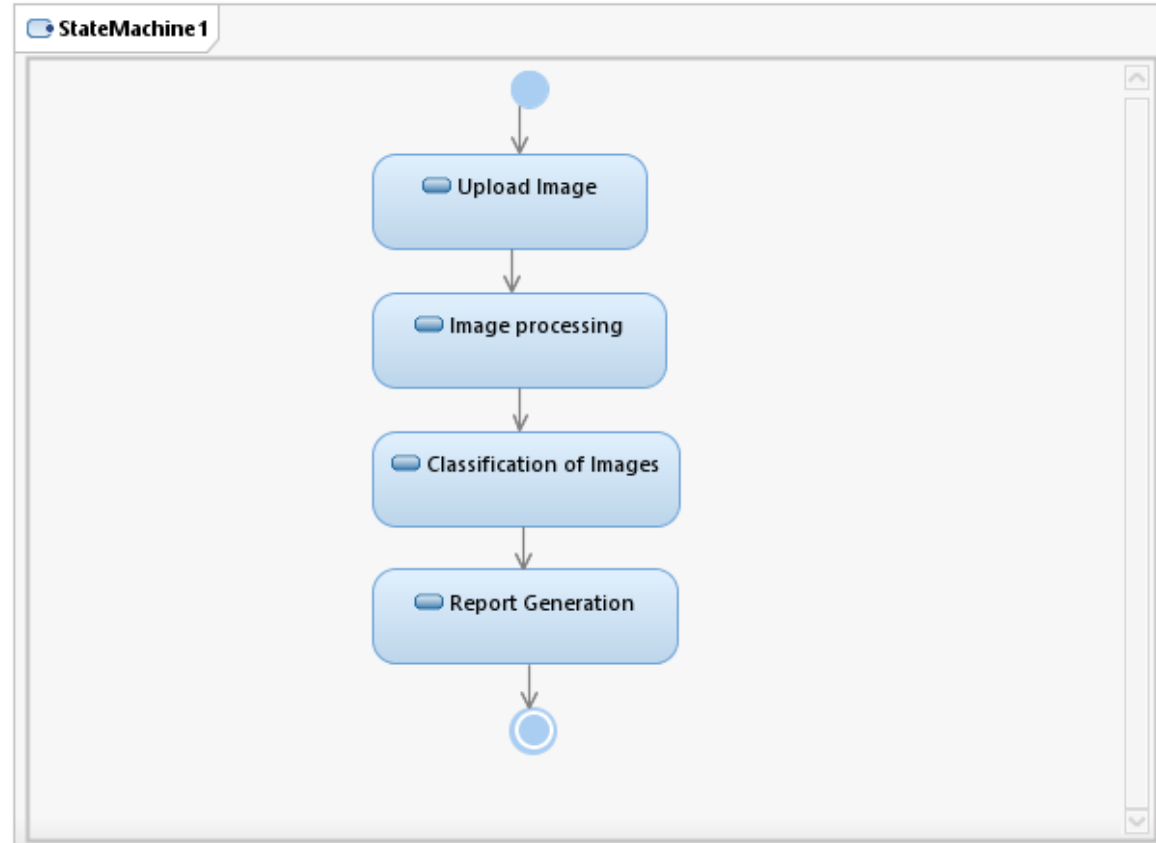 StateMachine1
Upload Image
Image processing
Classification of Images
Report Generation